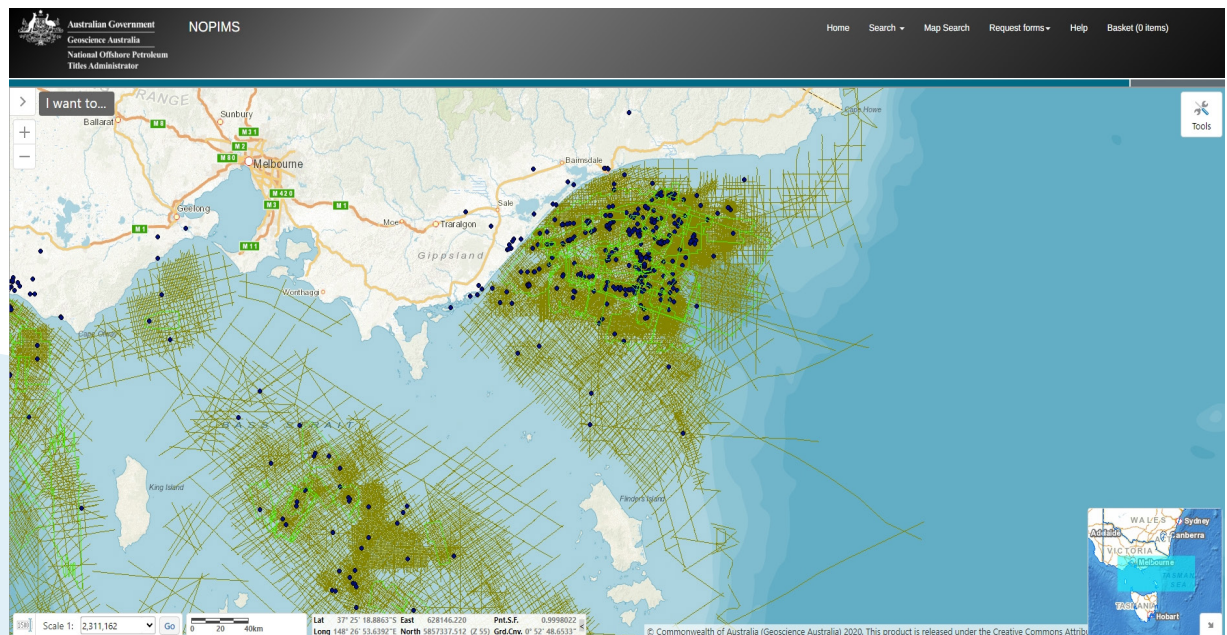 Australian Government
Geoscience Australia
National Offshore Petroleum
Titles Administrator
NOPIMS
Home
Search
Map Search
Request forms
Help
Basket (0 items)
I want to...
RANGE
Ballarat
M8
Sunbury
M31
M2
M80
Melbourne
M420
M3
M1
Geelong
M1
M11
Moe
Traralgon
Sale
Bairnsdale
Cape Howe
Gippsland
Wonthaggi
BASS STRAIT
King Island
Flinders Island
Tools
WALES
Sydney
Adelaide
Canberra
VICTORIA
Melbourne
TASMAN
SEA
TASMANIA
Hobart
Scale 1: 2,311,162
Go
0 20 40km
Lat 37° 25' 18.8863"S East 628146.220 Pnt.S.F. 0.9998022
Long 148° 26' 53.6392"E North 5857337.512 (Z 55) Grd.Cnv. 0° 52' 48.6533"
© Commonwealth of Australia (Geoscience Australia) 2020. This product is released under the Creative Commons Attribu